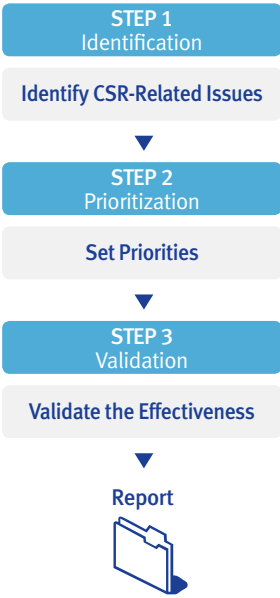 STEP 1
Identification
Identify CSR-Related Issues
STEP 2
Prioritization
Set Priorities
STEP 3
Validation
Validate the Effectiveness
Report